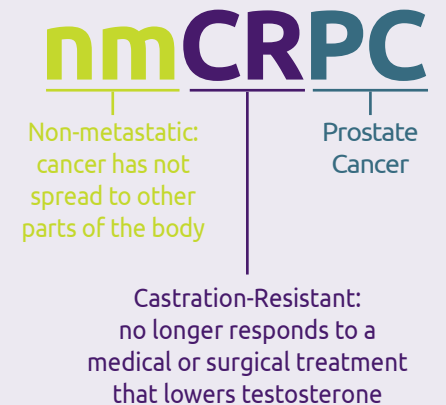 nmCRPC
Non-metastatic:
cancer has not
spread to other
parts of the body
Prostate
Cancer
Castration-Resistant:
no longer responds to a
medical or surgical treatment
that lowers testosterone